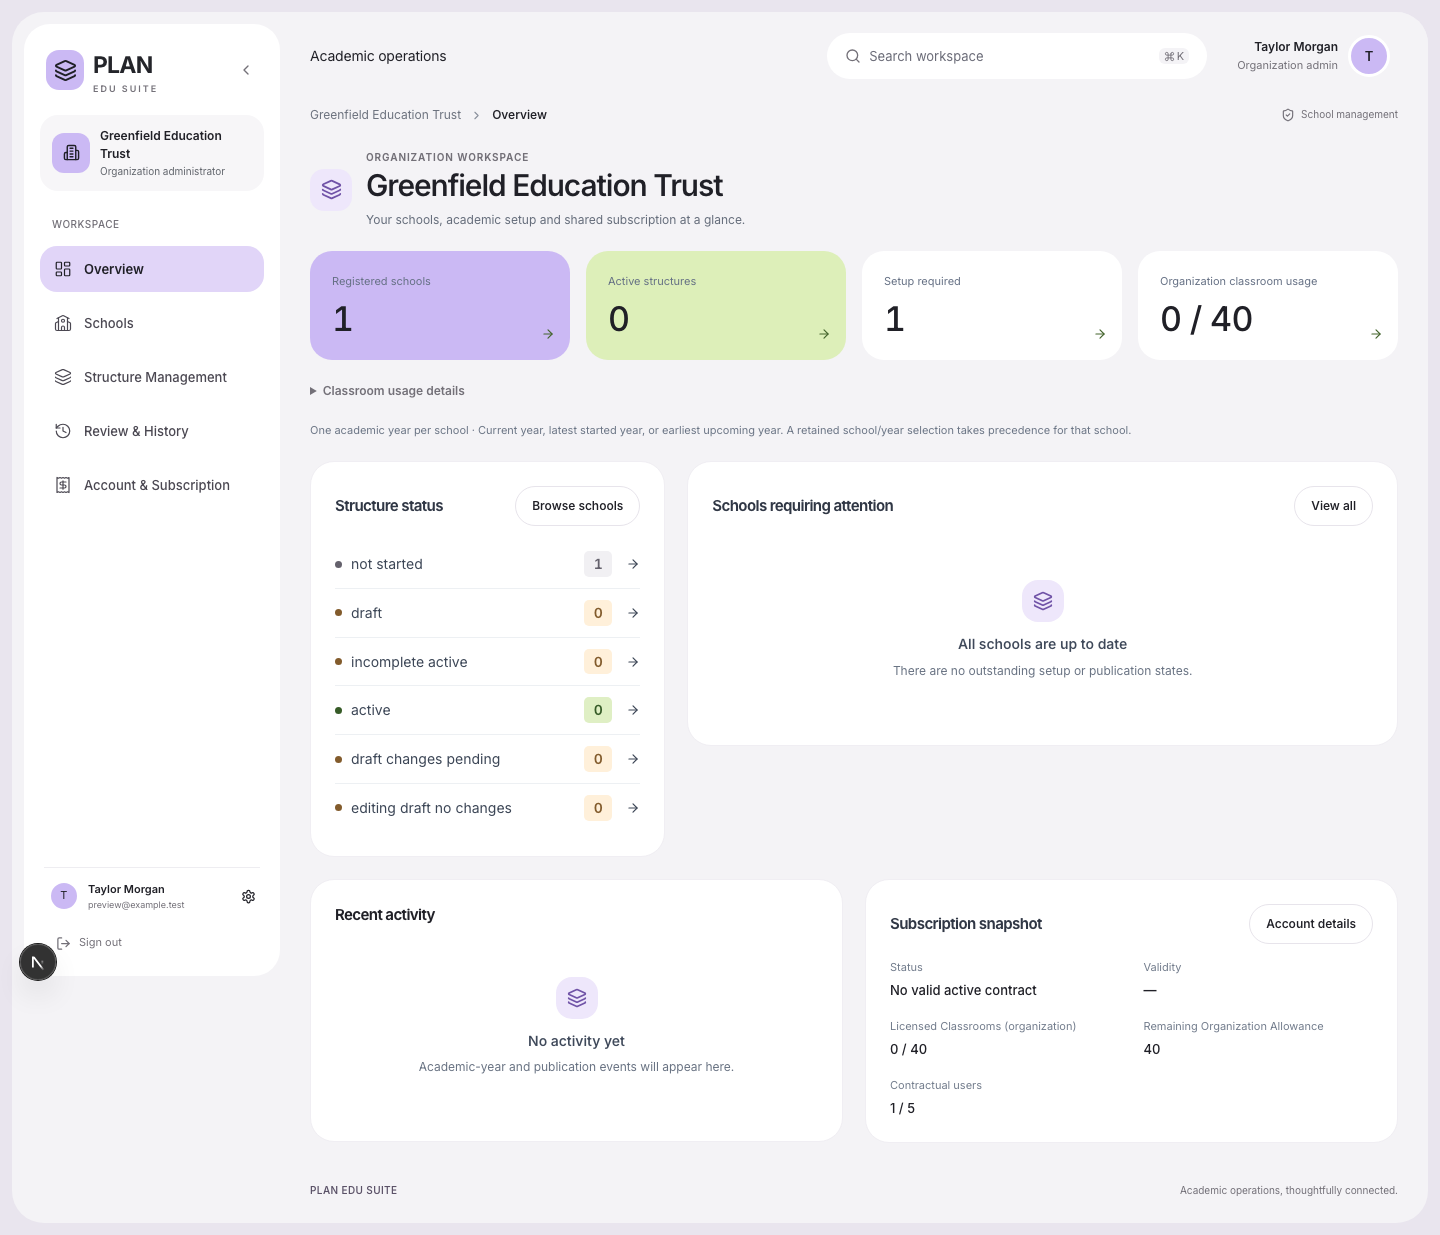 PLAN
EDU SUITE
Greenfield Education
Trust
Organization administrator
WORKSPACE
Overview
Schools
Structure Management
Review & History
Account & Subscription
T
Taylor Morgan
preview@example.test
Sign out
N
Academic operations
Search workspace
⌘K
Taylor Morgan
Organization admin
T
Greenfield Education Trust
Overview
School management
ORGANIZATION WORKSPACE
Greenfield Education Trust
Your schools, academic setup and shared subscription at a glance.
Registered schools
1
Active structures
0
Setup required
1
Organization classroom usage
0 / 40
Classroom usage details
One academic year per school · Current year, latest started year, or earliest upcoming year. A retained school/year selection takes precedence for that school.
Structure status
Browse schools
not started
1
draft
0
incomplete active
0
active
0
draft changes pending
0
editing draft no changes
0
Schools requiring attention
View all
All schools are up to date
There are no outstanding setup or publication states.
Recent activity
No activity yet
Academic-year and publication events will appear here.
Subscription snapshot
Account details
Status
No valid active contract
Validity
—
Licensed Classrooms (organization)
0 / 40
Remaining Organization Allowance
40
Contractual users
1 / 5
PLAN EDU SUITE
Academic operations, thoughtfully connected.